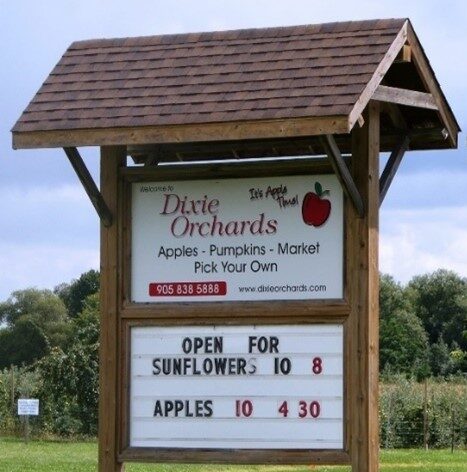 Welcome to
It's Apple Time!
Dixie
Orchards
Apples - Pumpkins - Market
Pick Your Own
905 838 5888
www.dixieorchards.com
OPEN FOR
SUNFLOWERS 10 8
APPLES 10 4 30